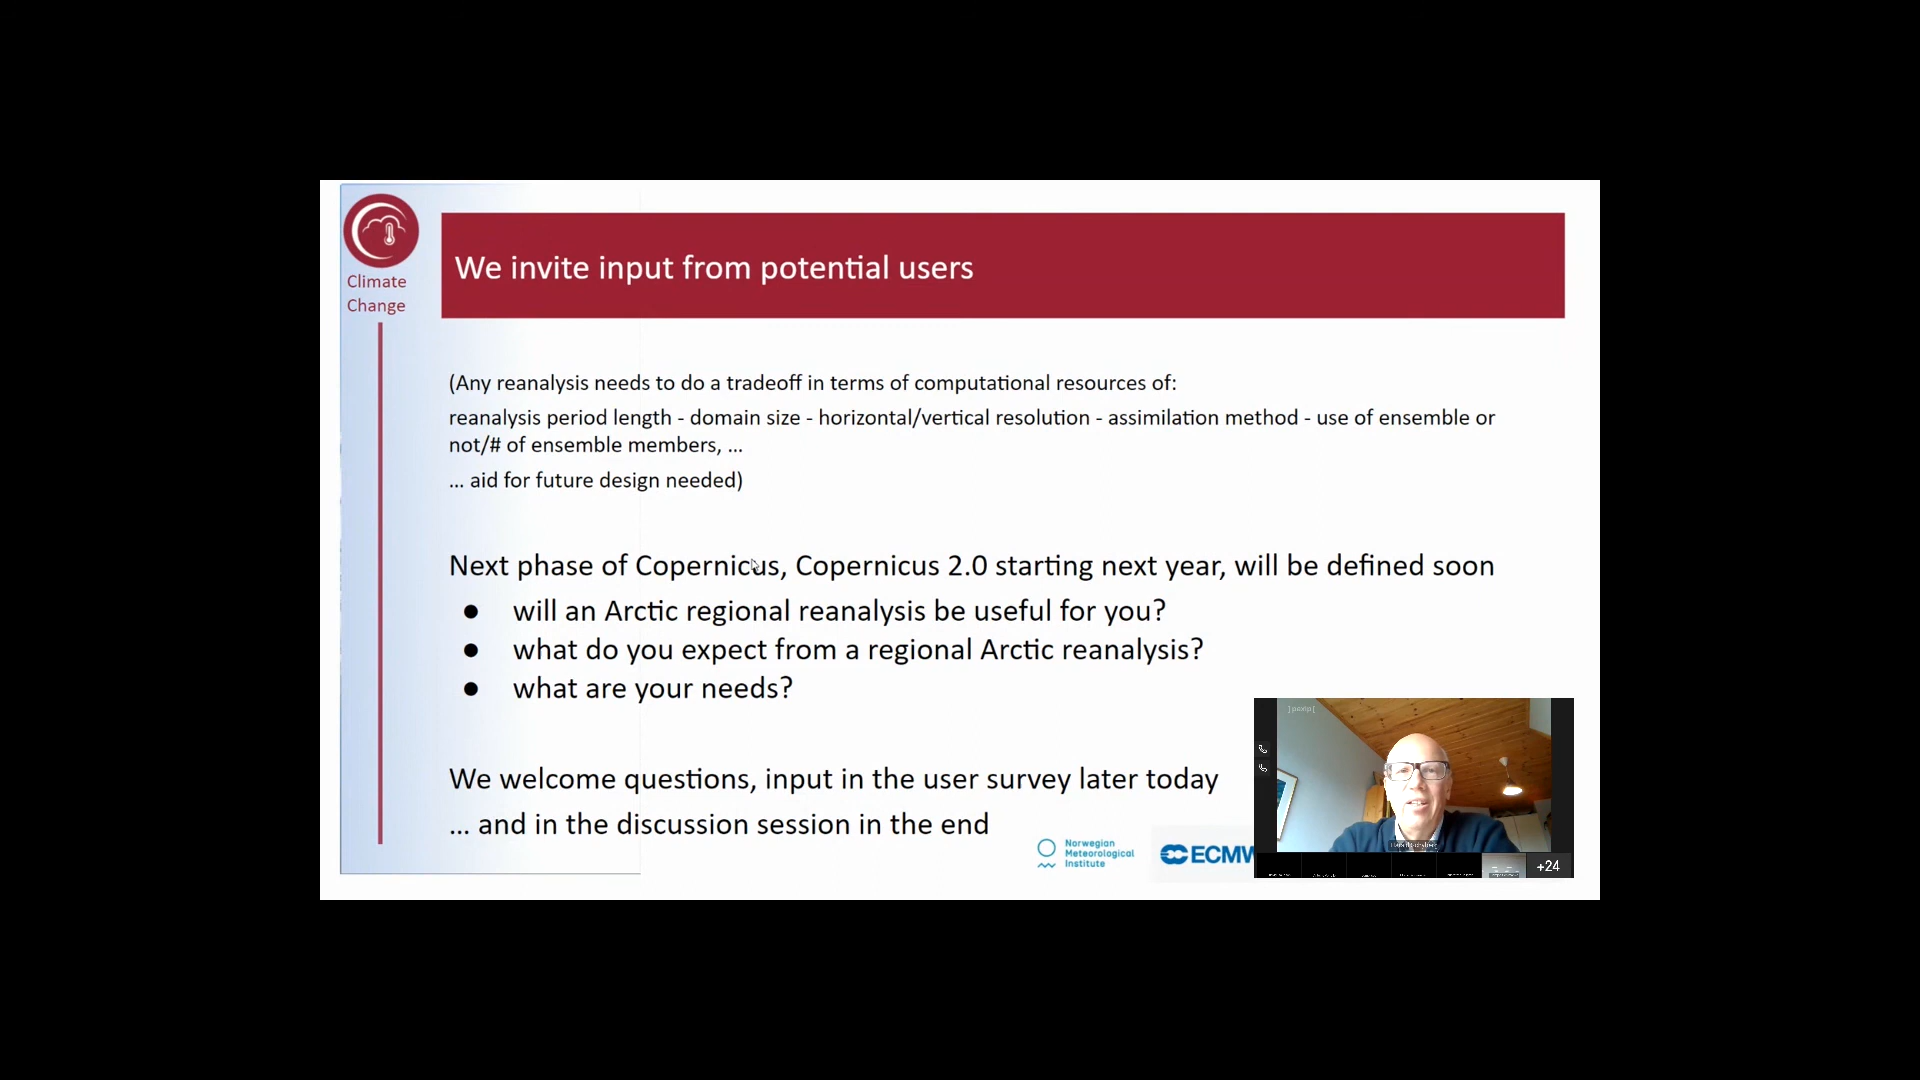 Climate
Change
We invite input from potential users
(Any reanalysis needs to do a tradeoff in terms of computational resources of:
reanalysis period length - domain size - horizontal/vertical resolution - assimilation method - use of ensemble or
not/# of ensemble members, ...
... aid for future design needed)
Next phase of Copernicus, Copernicus 2.0 starting next year, will be defined soon
● will an Arctic regional reanalysis be useful for you?
● what do you expect from a regional Arctic reanalysis?
● what are your needs?
We welcome questions, input in the user survey later today
... and in the discussion session in the end
Norwegian
Meteorological
Institute
ECMW
]pexip[
+24